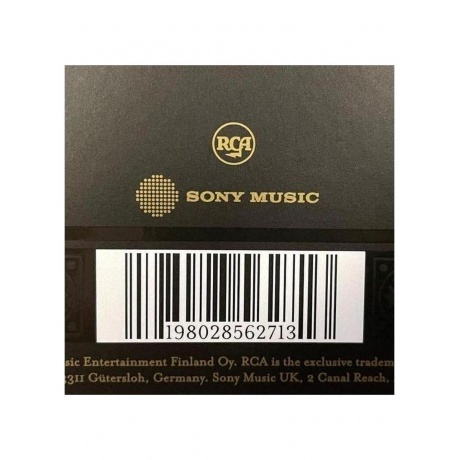 RCA
SONY MUSIC
198028562713
sic Entertainment Finland Oy. RCA is the exclusive tradem
3311 Gütersloh, Germany. Sony Music UK, 2 Canal Reach,